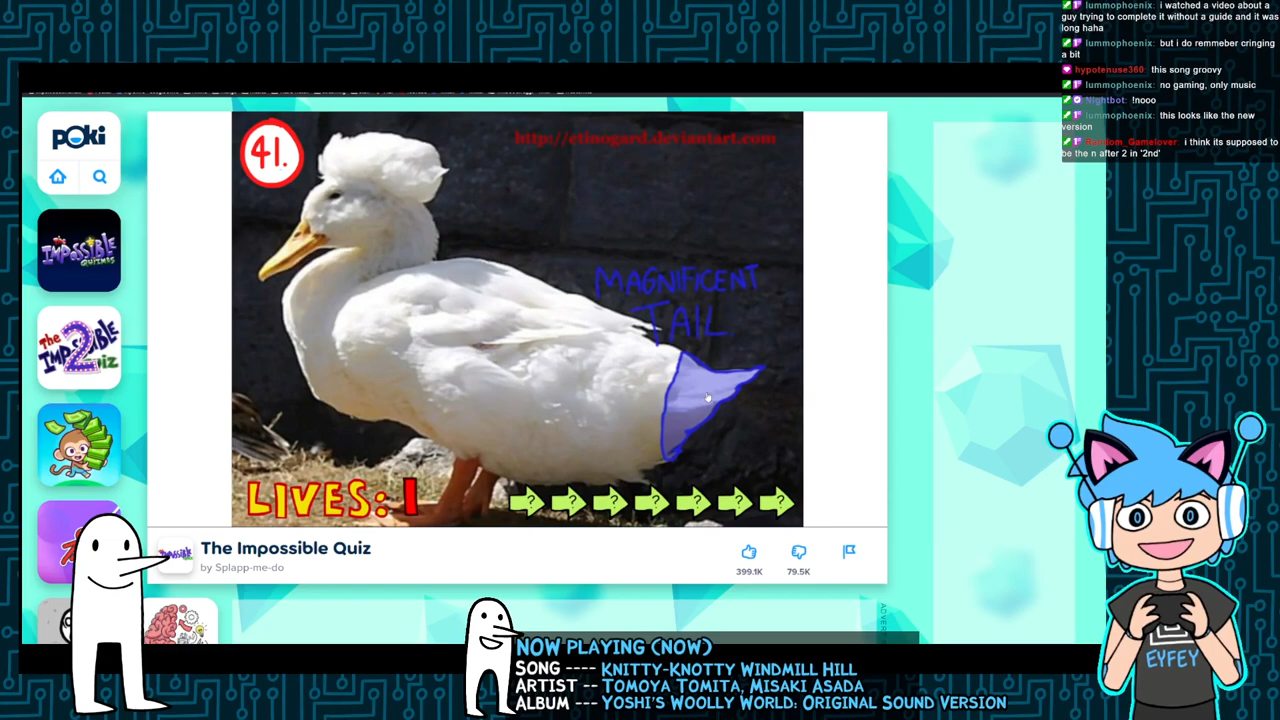 lummophoenix: i watched a video about a
guy trying to complete it without a guide and it was
long haha
lummophoenix: but i do remmeber cringing
a bit
hypotenuse360: this song groovy
lummophoenix: no gaming, only music
Nightbot: !nooo
lummophoenix: this looks like the new
version
Random_Gamelover: i think its supposed to
be the n after 2 in '2nd'
POKi
41.
http://etinogard.deviantart.com
THE IMPOSSIBLE
QUIZMAS
The
IMPOSSIBLE
2
Quiz
MAGNIFICENT
TAIL
LIVES: 1
? ? ? ? ? ? ?
The Impossible Quiz
by Splapp-me-do
399.1K
79.5K
EYFEY
NOW PLAYING (NOW)
SONG ---- KNITTY-KNOTTY WINDMILL HILL
ARTIST -- TOMOYA TOMITA, MISAKI ASADA
ALBUM --- YOSHI'S WOOLLY WORLD: ORIGINAL SOUND VERSION